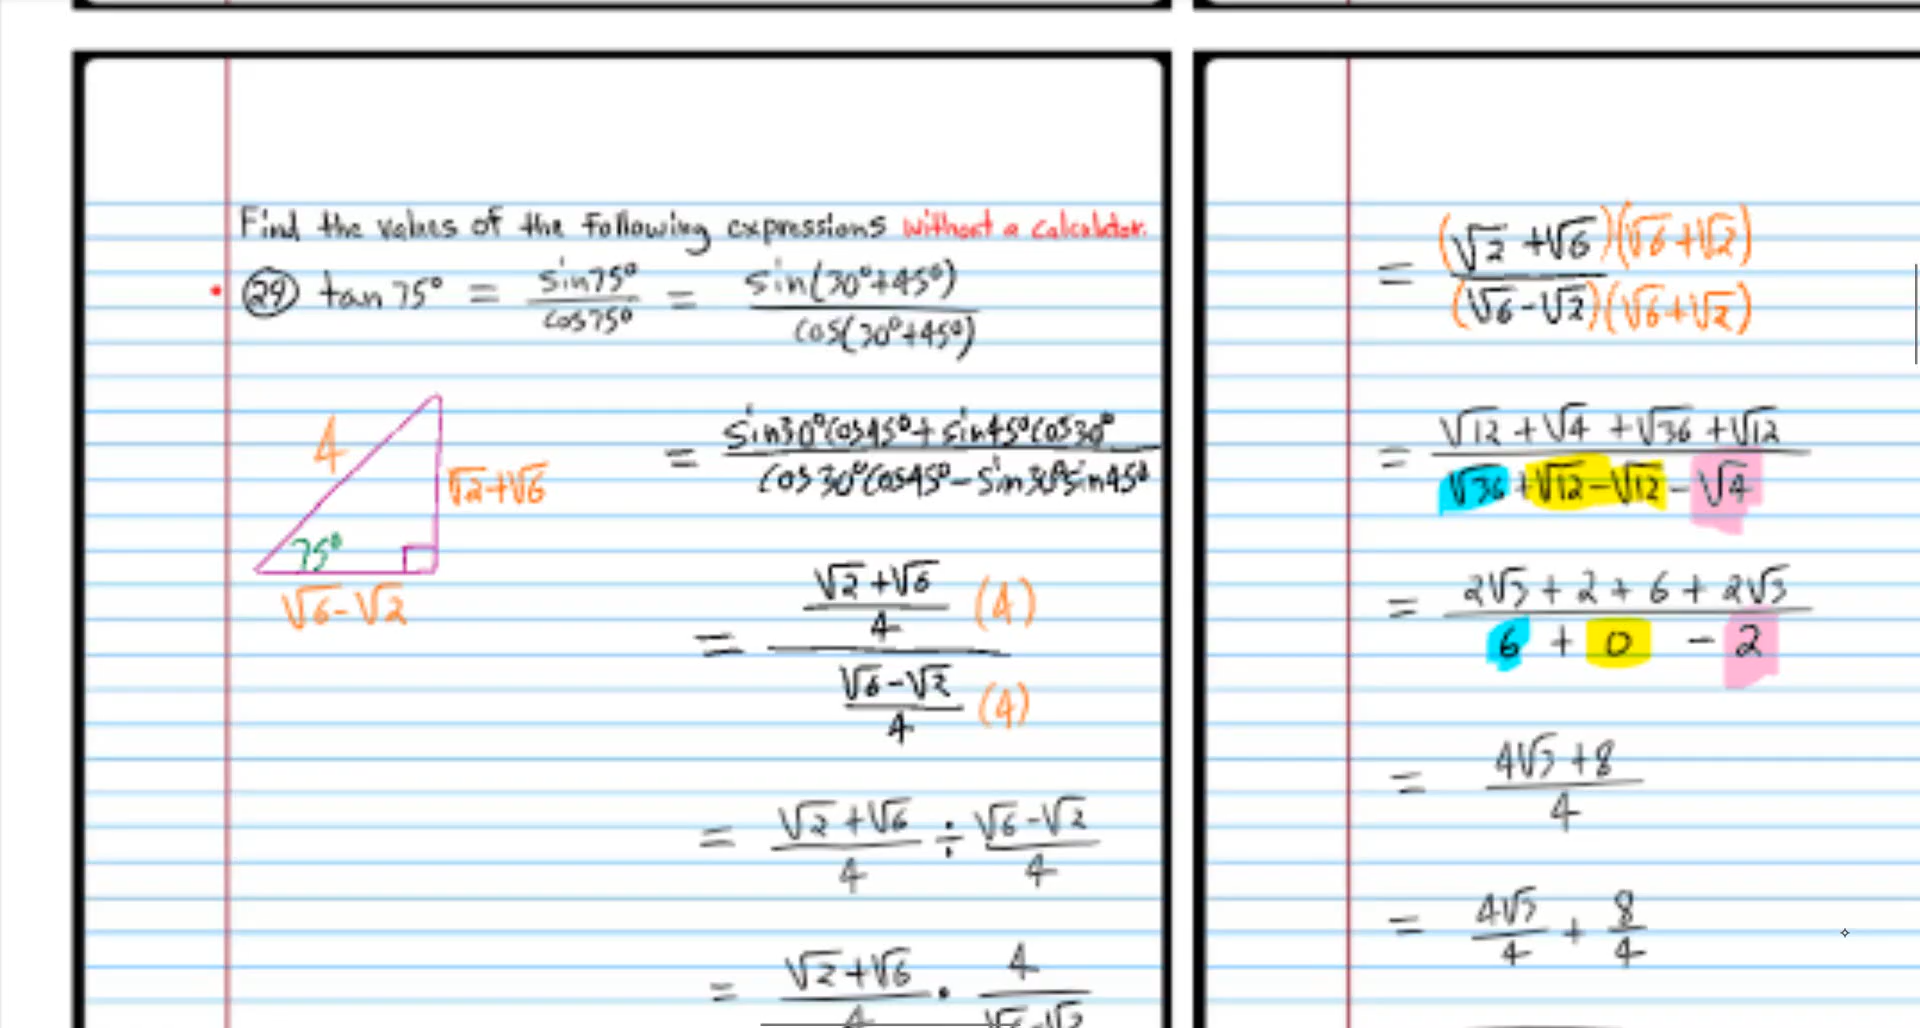 Find the values of the following expressions without a calculator.
• (29) tan 75° = sin75°/cos75° = sin(30°+45°)/cos(30°+45°)
4
√2+√6
75°
√6-√2
= (sin30°cos45°+sin45°cos30°)/(cos30°cos45°-sin30°sin45°)
= ((√2+√6)/4 (4))/((√6-√2)/4 (4))
= (√2+√6)/4 ÷ (√6-√2)/4
= (√2+√6)/4 · 4/(√6-√2)
= (√2+√6)(√6+√2)/(√6-√2)(√6+√2)
= (√12+√4+√36+√12)/(√36+√12-√12-√4)
= (2√3+2+6+2√3)/(6+0-2)
= (4√3+8)/4
= 4√3/4 + 8/4